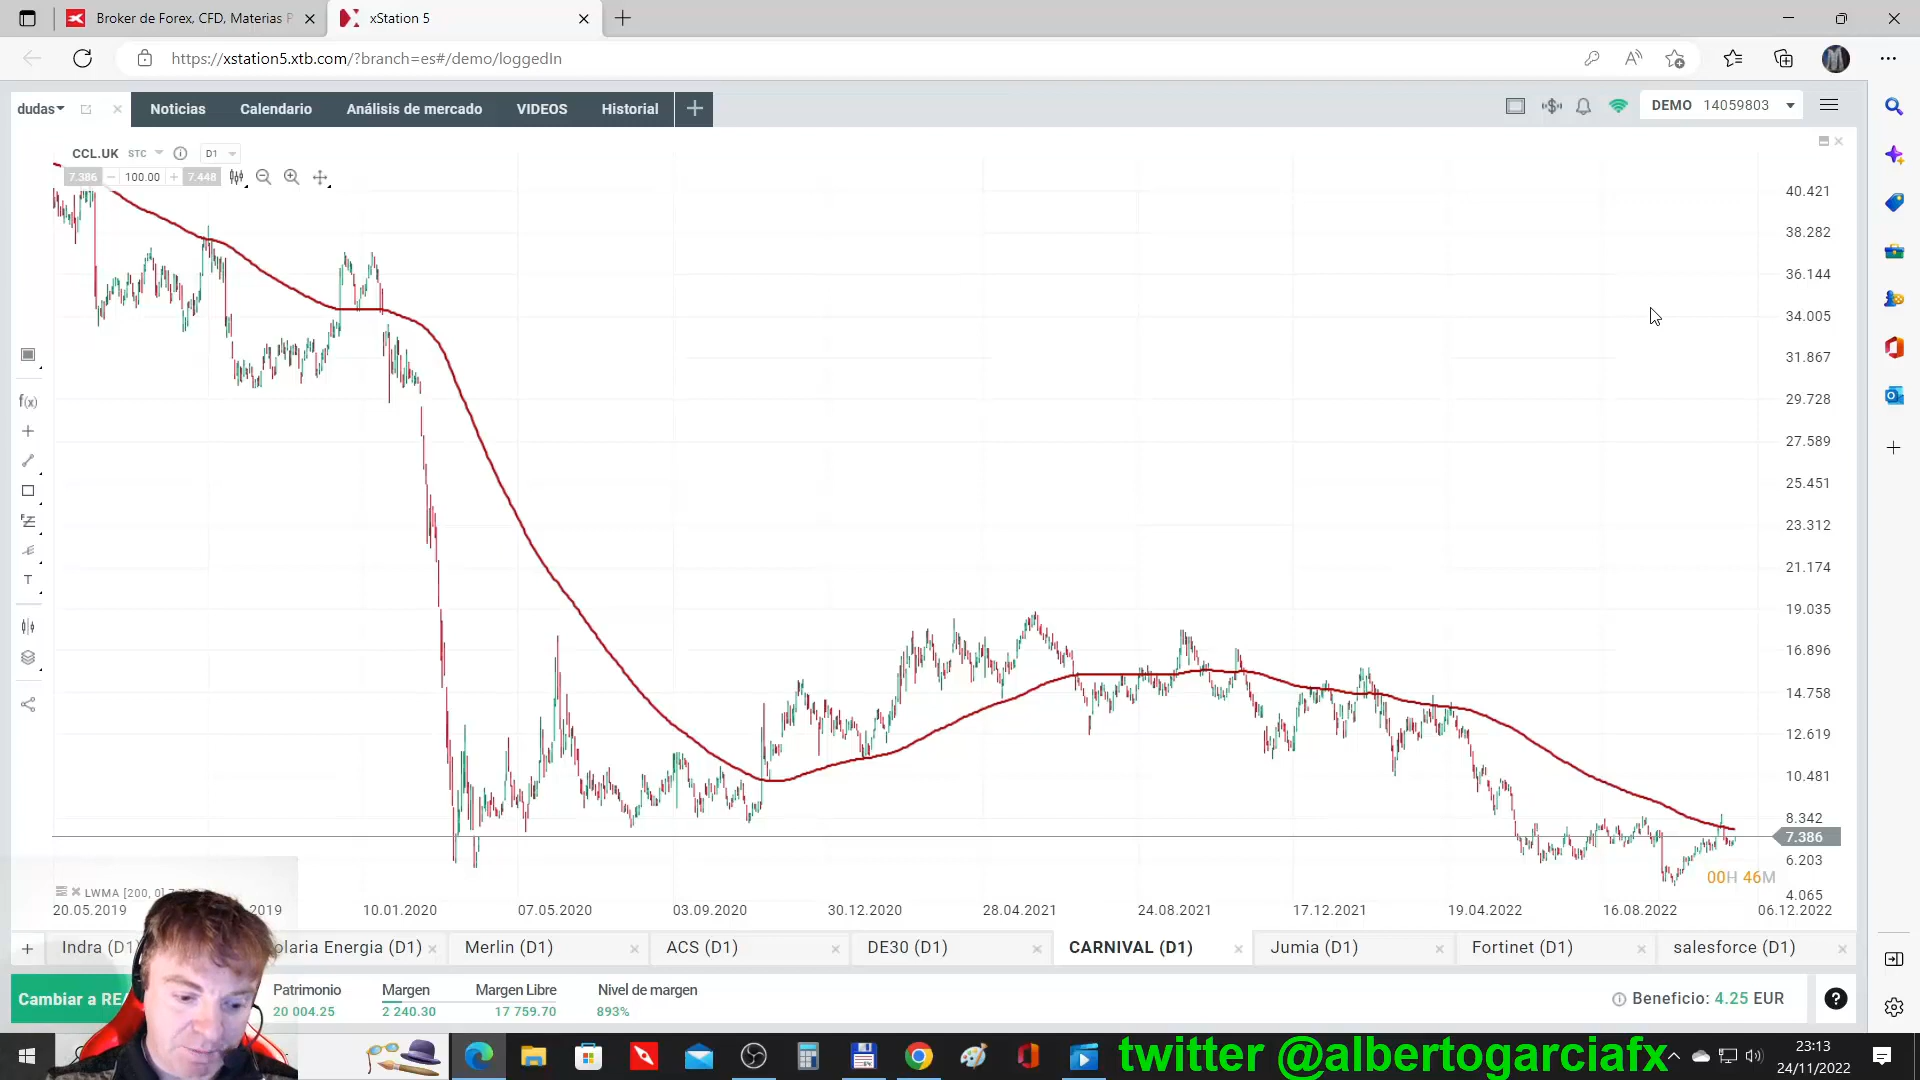 Broker de Forex, CFD, Materias P
xStation 5
https://xstation5.xtb.com/?branch=es#/demo/loggedIn
dudas
Noticias
Calendario
Análisis de mercado
VIDEOS
Historial
DEMO 14059803
CCL.UK STC D1
7.386 − 100.00 + 7.448
40.421
38.282
36.144
34.005
31.867
29.728
27.589
25.451
23.312
21.174
19.035
16.896
14.758
12.619
10.481
8.342
7.386
6.203
4.065
00H 46M
f(x)
T
LWMA [200, 0]
20.05.2019
2019
10.01.2020
07.05.2020
03.09.2020
30.12.2020
28.04.2021
24.08.2021
17.12.2021
19.04.2022
16.08.2022
06.12.2022
Indra (D1)
olaria Energia (D1)
Merlin (D1)
ACS (D1)
DE30 (D1)
CARNIVAL (D1)
Jumia (D1)
Fortinet (D1)
salesforce (D1)
Cambiar a REA
Patrimonio
20 004.25
Margen
2 240.30
Margen Libre
17 759.70
Nivel de margen
893%
Beneficio: 4.25 EUR
twitter @albertogarciafx
23:13
24/11/2022